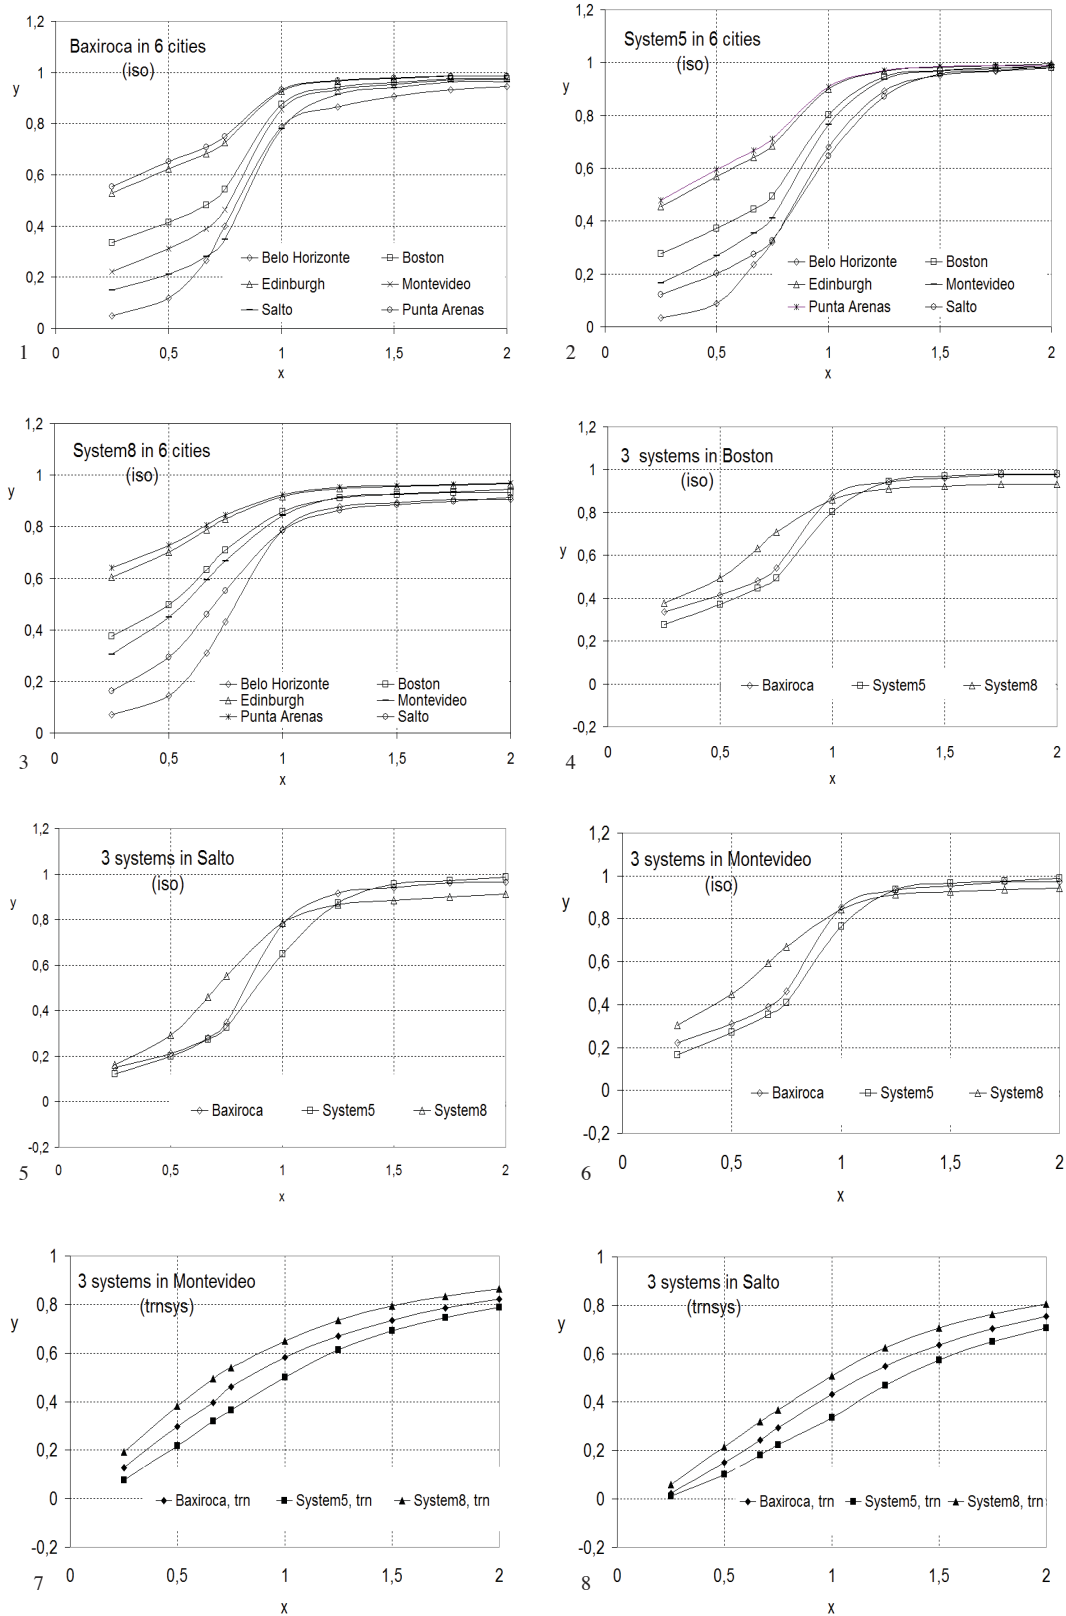 1,2
Baxiroca in 6 cities
(iso)
1
y
0,8
0,6
0,4
Belo Horizonte
Boston
0,2
Edinburgh
Montevideo
Salto
Punta Arenas
0
0
0,5
1
1,5
2
x
1
1,2
System5 in 6 cities
(iso)
1
y
0,8
0,6
0,4
Belo Horizonte
Boston
0,2
Edinburgh
Montevideo
Punta Arenas
Salto
0
0
0,5
1
1,5
2
x
2
1,2
System8 in 6 cities
(iso)
1
y
0,8
0,6
0,4
0,2
Belo Horizonte
Boston
Edinburgh
Montevideo
Punta Arenas
Salto
0
0
0,5
1
1,5
2
x
3
1,2
3 systems in Boston
(iso)
1
y
0,8
0,6
0,4
0,2
0
Baxiroca
System5
System8
-0,2
0
0,5
1
1,5
2
x
4
1,2
3 systems in Salto
(iso)
1
y
0,8
0,6
0,4
0,2
0
Baxiroca
System5
System8
-0,2
0
0,5
1
1,5
2
x
5
1,2
3 systems in Montevideo
(iso)
1
y
0,8
0,6
0,4
0,2
0
Baxiroca
System5
System8
-0,2
0
0,5
1
1,5
2
x
6
1
3 systems in Montevideo
(trnsys)
0,8
y
0,6
0,4
0,2
0
Baxiroca, trn
System5, trn
System8, trn
-0,2
0
0,5
1
1,5
2
x
7
1
3 systems in Salto
(trnsys)
0,8
y
0,6
0,4
0,2
0
Baxiroca, trn
System5, trn
System8, trn
-0,2
0
0,5
1
1,5
2
x
8